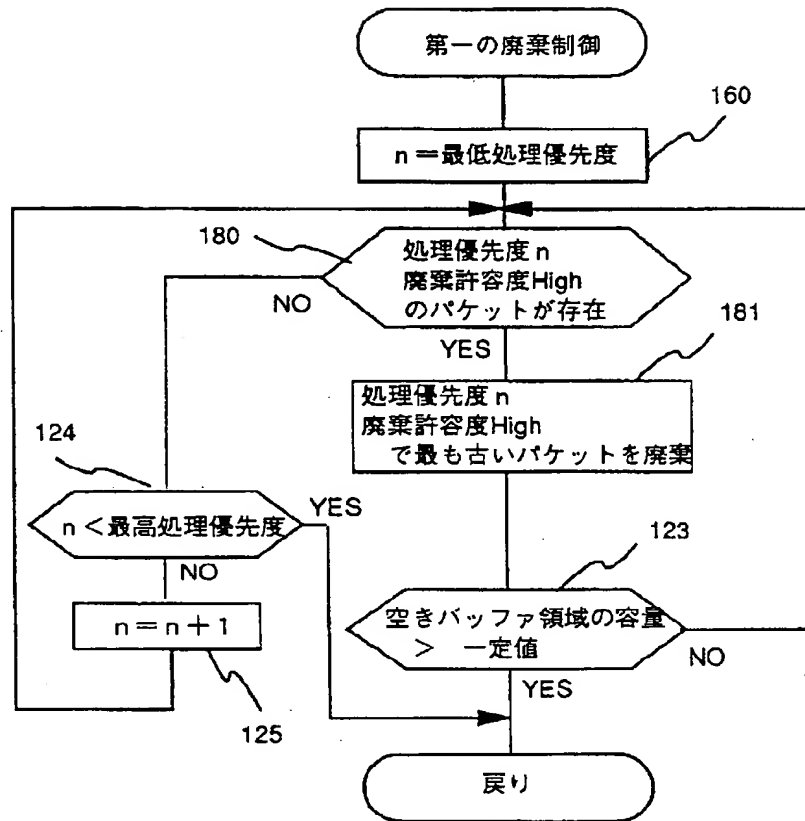 第一の廃棄制御
160
n=最低処理優先度
180
処理優先度 n
廃棄許容度High
のパケットが存在
NO
YES
181
処理優先度 n
廃棄許容度High
で最も古いパケットを廃棄
124
n<最高処理優先度
YES
NO
123
空きバッファ領域の容量
> 一定値
NO
YES
n=n+1
125
戻り